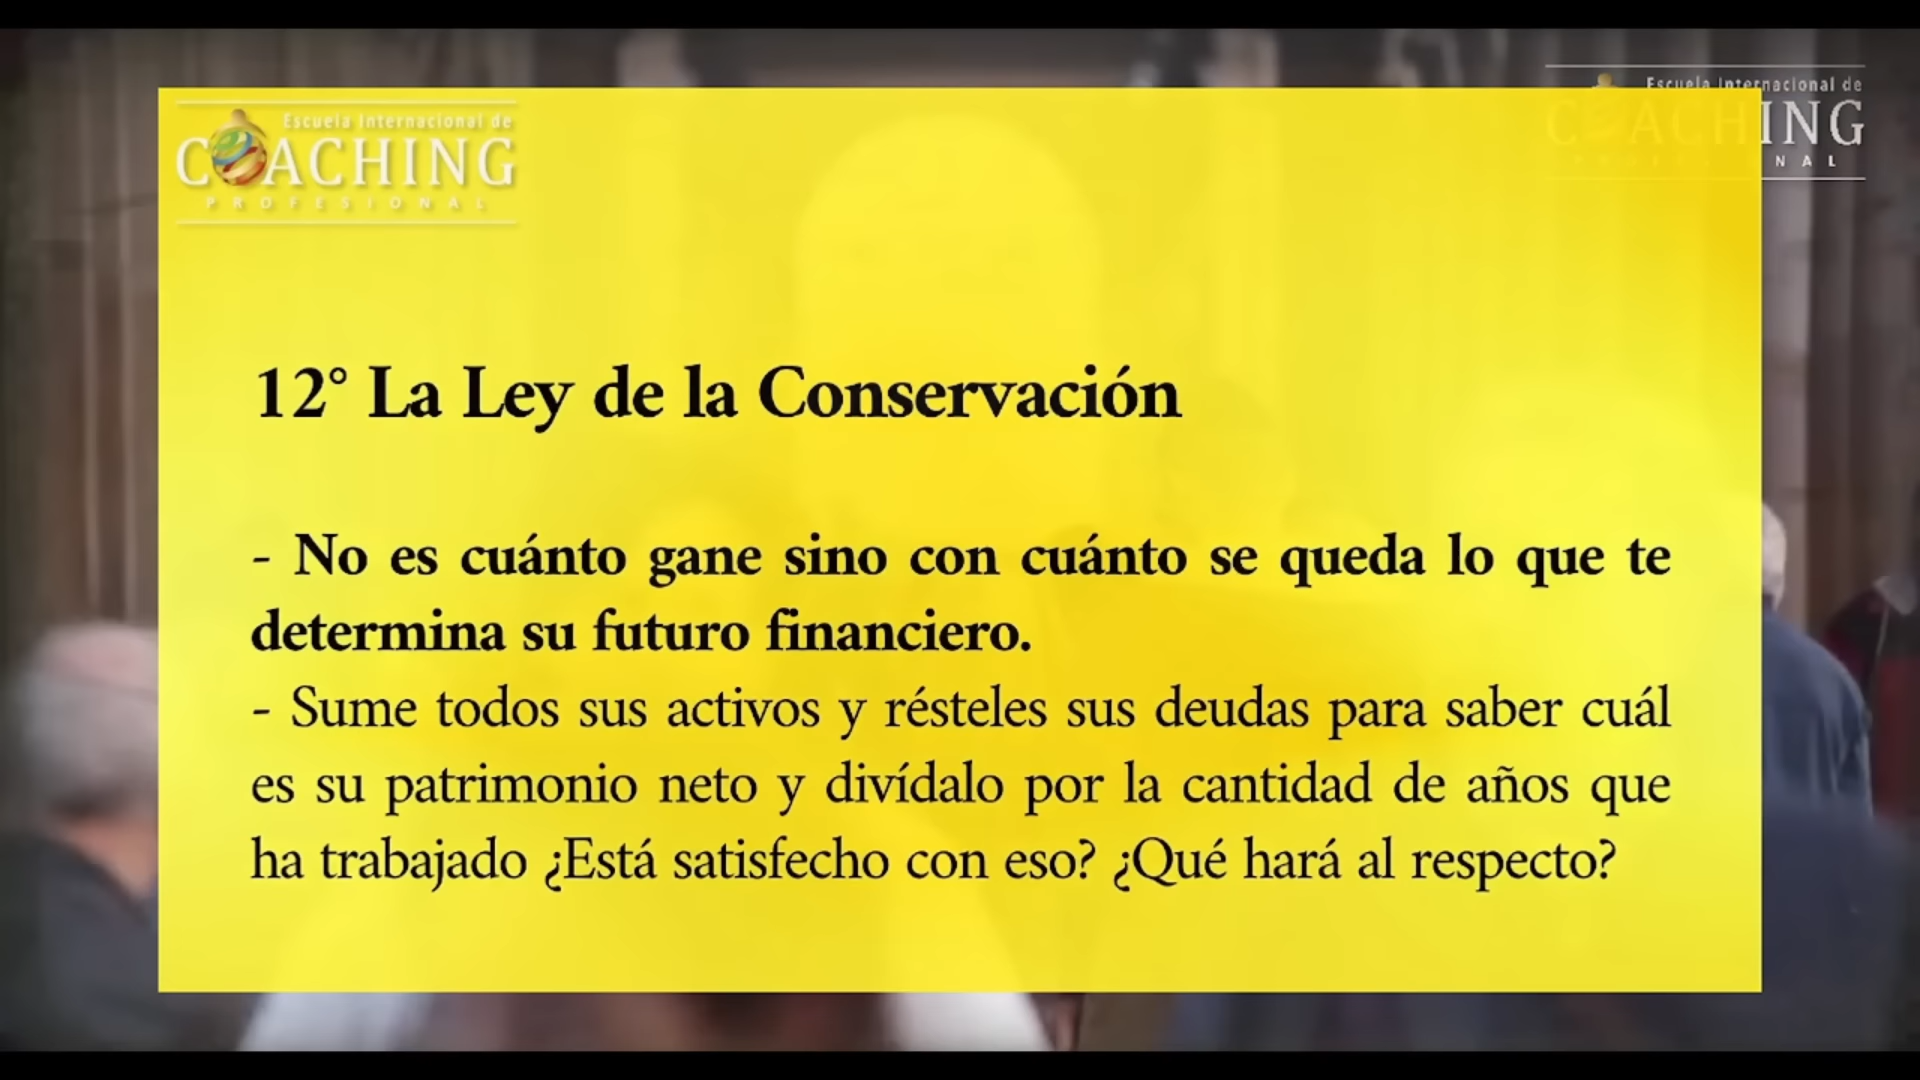 Escuela Internacional de
COACHING
PROFESIONAL
Escuela Internacional de
COACHING
NAL
12° La Ley de la Conservación
- No es cuánto gane sino con cuánto se queda lo que te
determina su futuro financiero.
- Sume todos sus activos y résteles sus deudas para saber cuál
es su patrimonio neto y divídalo por la cantidad de años que
ha trabajado ¿Está satisfecho con eso? ¿Qué hará al respecto?